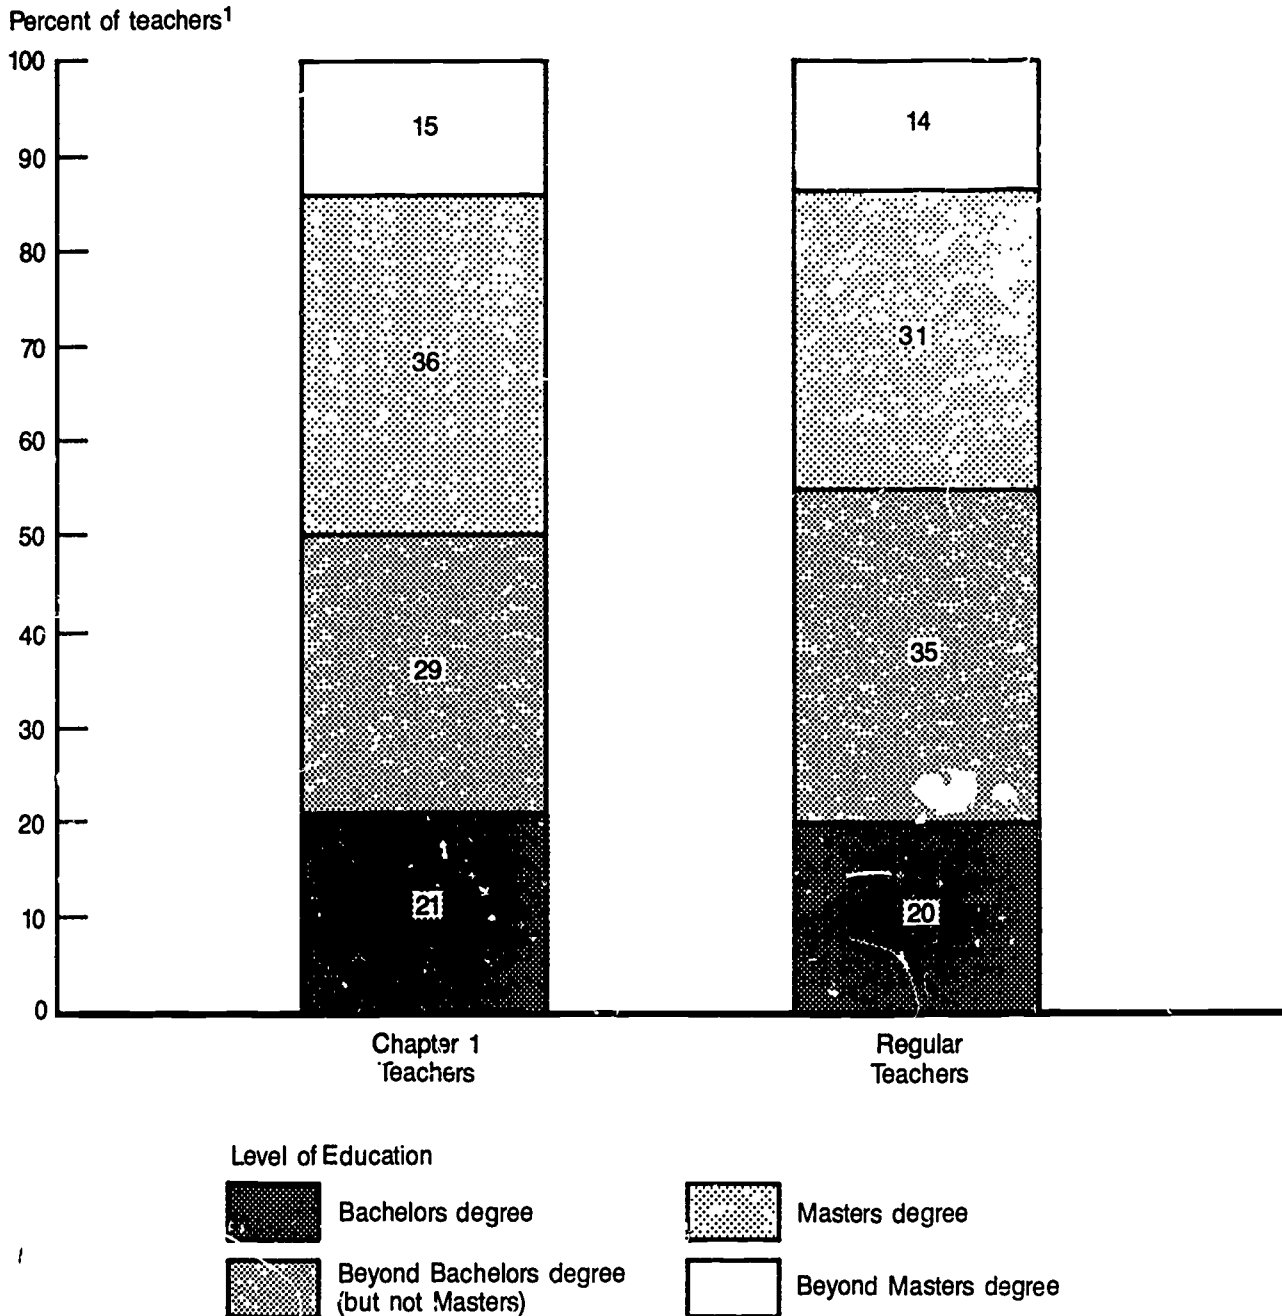 Percent of teachers1
100
90
80
70
60
50
40
30
20
10
0
15
36
29
21
14
31
35
20
Chapter 1
Teachers
Regular
Teachers
Level of Education
Bachelors degree
Beyond Bachelors degree
(but not Masters)
Masters degree
Beyond Masters degree